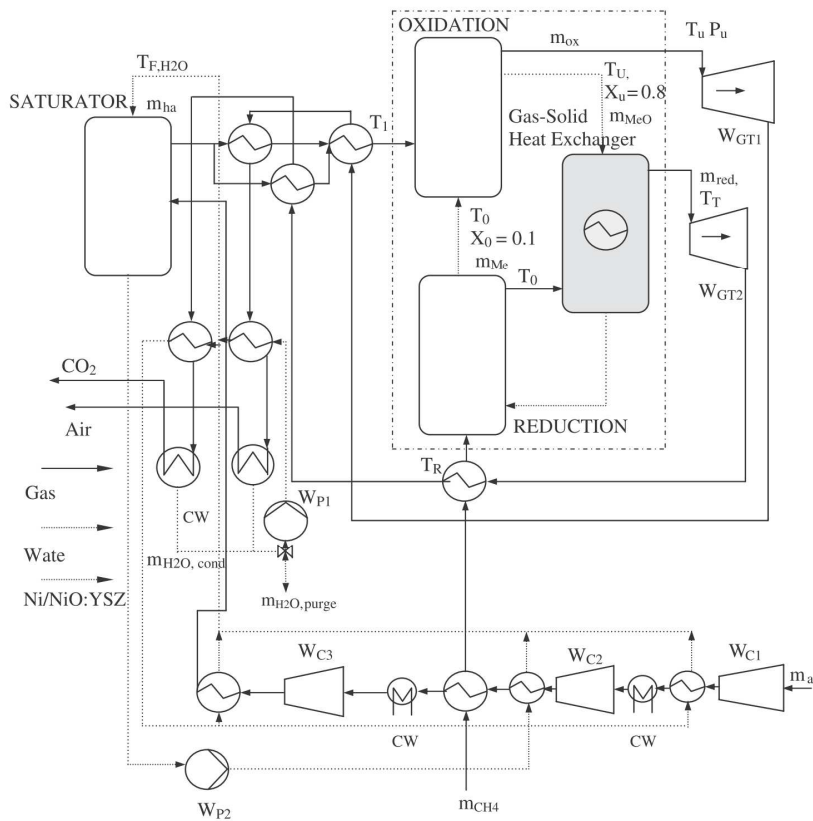 OXIDATION
m_ox
T_u P_u
T_F,H2O
T_U,
X_u = 0.8
m_MeO
SATURATOR
m_ha
Gas-Solid
Heat Exchanger
T_1
W_GT1
m_red,
T_T
T_0
X_0 = 0.1
m_Me
T_0
W_GT2
CO_2
Air
REDUCTION
T_R
Gas
CW
W_P1
Wate
m_H2O, cond
Ni/NiO:YSZ
m_H2O,purge
W_C3
W_C2
W_C1
m_a
CW
CW
W_P2
m_CH4